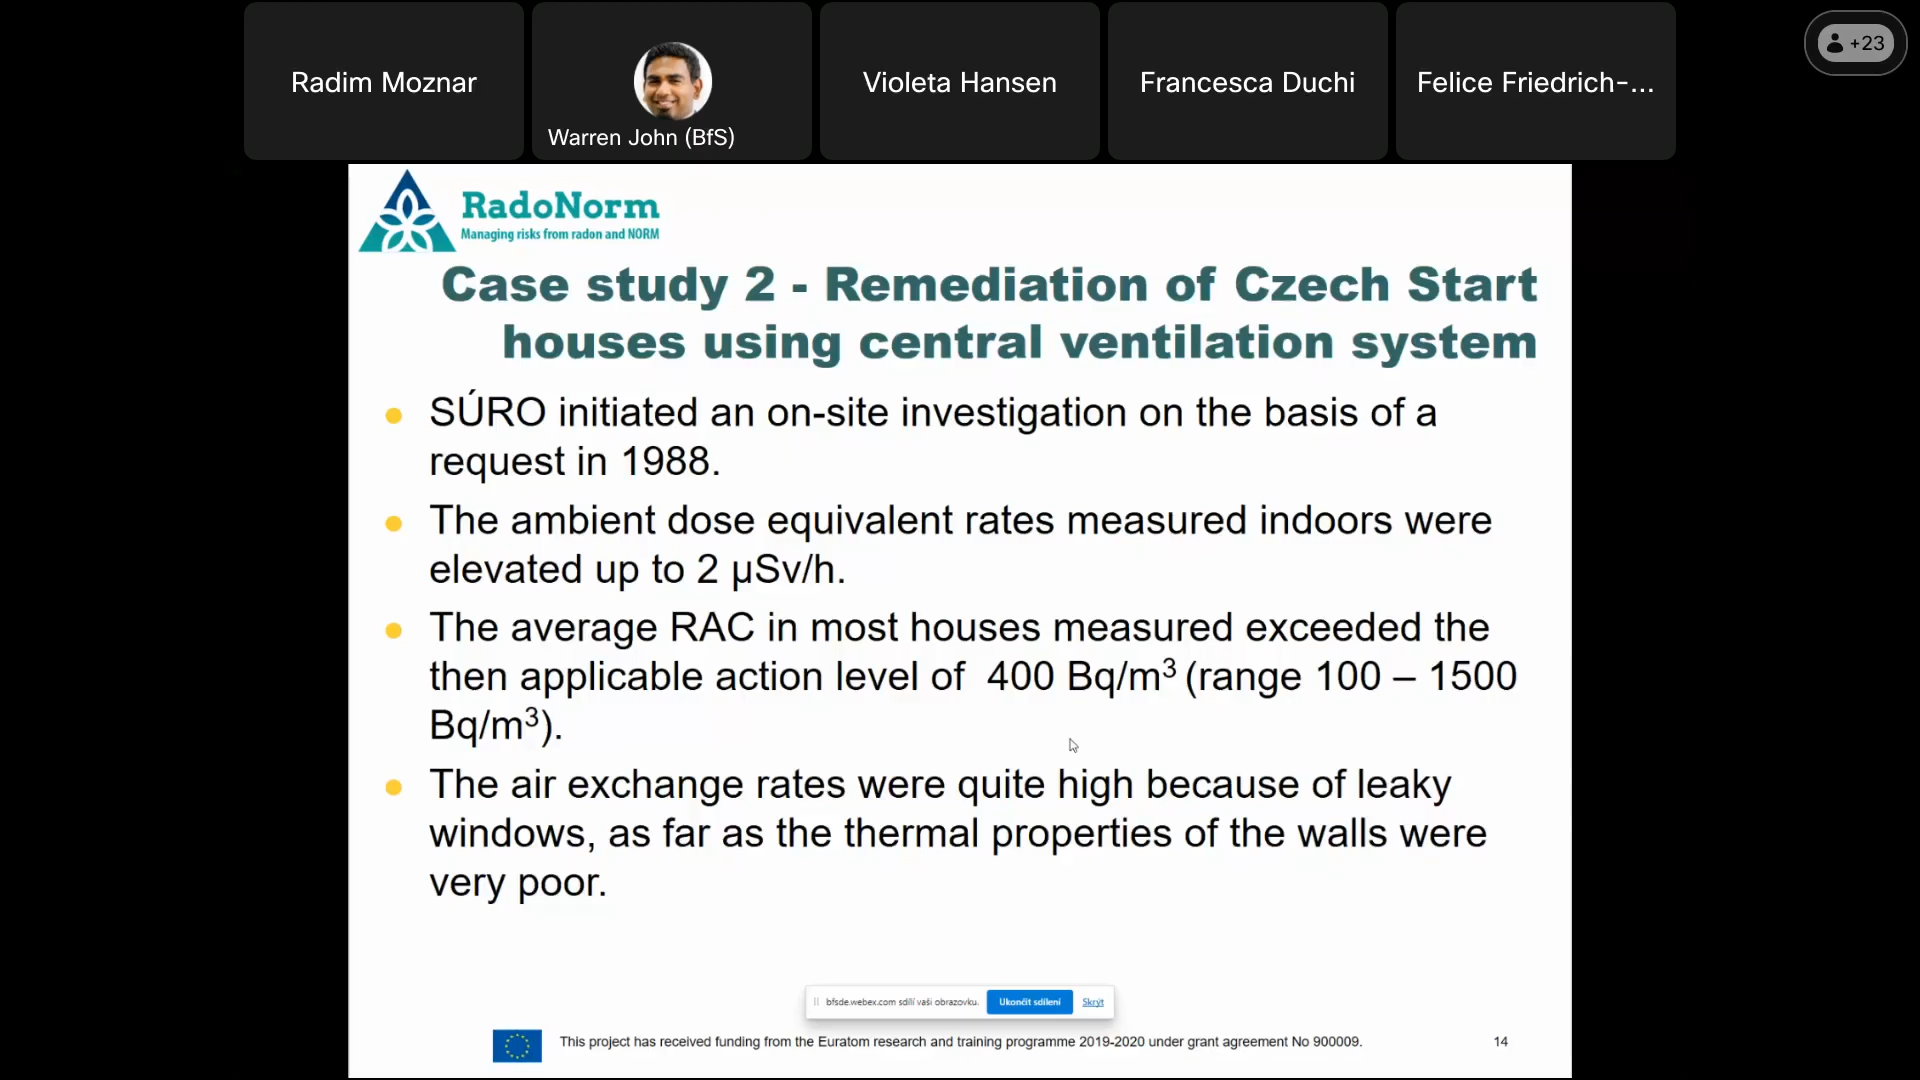 Radim Moznar
Warren John (BfS)
Violeta Hansen
Francesca Duchi
Felice Friedrich-...
+23
RadoNorm
Managing risks from radon and NORM
Case study 2 - Remediation of Czech Start
houses using central ventilation system
SÚRO initiated an on-site investigation on the basis of a
request in 1988.
The ambient dose equivalent rates measured indoors were
elevated up to 2 µSv/h.
The average RAC in most houses measured exceeded the
then applicable action level of  400 Bq/m³ (range 100 – 1500
Bq/m³).
The air exchange rates were quite high because of leaky
windows, as far as the thermal properties of the walls were
very poor.
bfsde.webex.com sdílí vaši obrazovku.
Ukončit sdílení
Skrýt
This project has received funding from the Euratom research and training programme 2019-2020 under grant agreement No 900009.
14